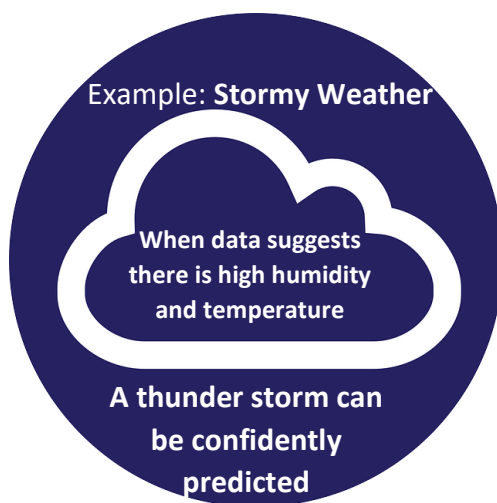 Example: Stormy Weather
When data suggests
there is high humidity
and temperature
A thunder storm can
be confidently
predicted